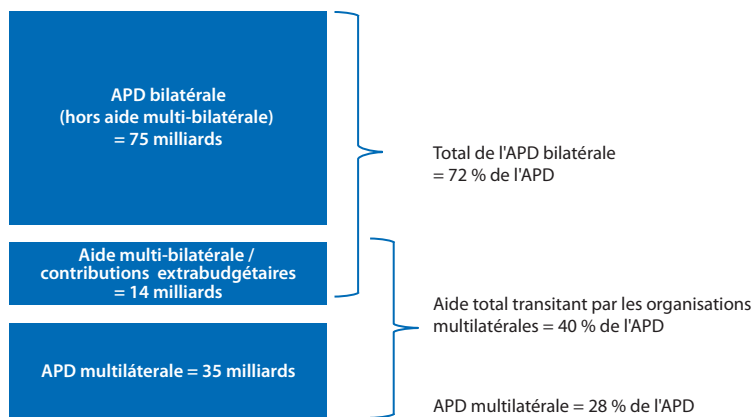 APD bilatérale
(hors aide multi-bilatérale)
= 75 milliards
Total de l'APD bilatérale
= 72 % de l'APD
Aide multi-bilatérale /
contributions extrabudgétaires
= 14 milliards
Aide total transitant par les organisations
multilatérales = 40 % de l'APD
APD multiláterale = 35 milliards
APD multilatérale = 28 % de l'APD